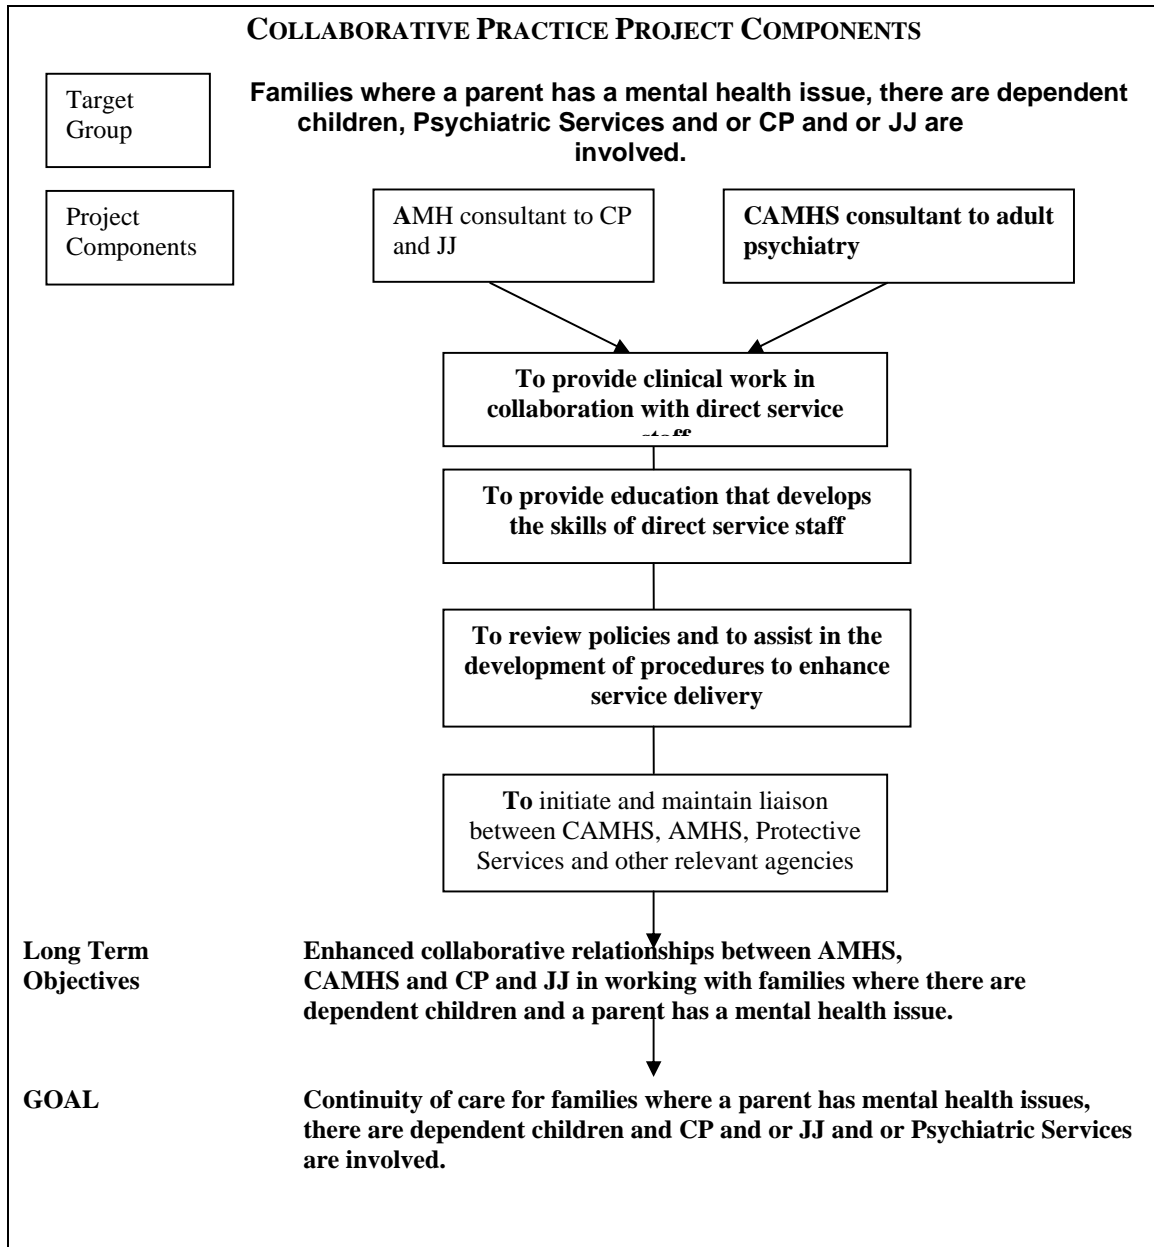 COLLABORATIVE PRACTICE PROJECT COMPONENTS
Target
Group
Families where a parent has a mental health issue, there are dependent
children, Psychiatric Services and or CP and or JJ are
involved.
Project
Components
AMH consultant to CP
and JJ
CAMHS consultant to adult
psychiatry
To provide clinical work in
collaboration with direct service
staff
To provide education that develops
the skills of direct service staff
To review policies and to assist in the
development of procedures to enhance
service delivery
To initiate and maintain liaison
between CAMHS, AMHS, Protective
Services and other relevant agencies
Long Term
Objectives
Enhanced collaborative relationships between AMHS,
CAMHS and CP and JJ in working with families where there are
dependent children and a parent has a mental health issue.
GOAL
Continuity of care for families where a parent has mental health issues,
there are dependent children and CP and or JJ and or Psychiatric Services
are involved.